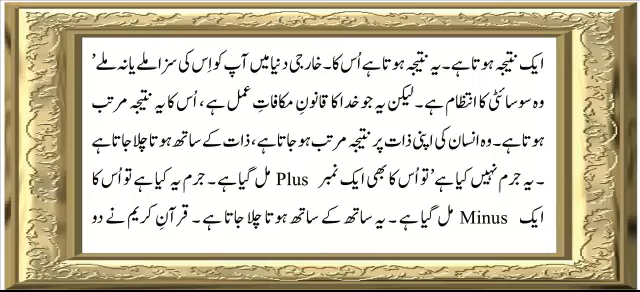 ایک نتیجہ ہوتا ہے۔ یہ نتیجہ ہوتا ہے اُس کا۔ خارجی دنیا میں آپ کو اِس کی سزا ملے یا نہ ملے’
وہ سوسائٹی کا انتظام ہے۔ لیکن یہ جو خدا کا قانونِ مکافاتِ عمل ہے، اُس کا یہ نتیجہ مرتب
ہوتا ہے۔ وہ انسان کی اپنی ذات پر نتیجہ مرتب ہو جاتا ہے، ذات کے ساتھ ہوتا چلا جاتا ہے
۔ یہ جرم نہیں کیا ہے’ تو اُس کا بھی ایک نمبر Plus مل گیا ہے۔ جرم یہ کیا ہے تو اُس کا
ایک Minus مل گیا ہے۔ یہ ساتھ کے ساتھ ہوتا چلا جاتا ہے۔ قرآنِ کریم نے دو